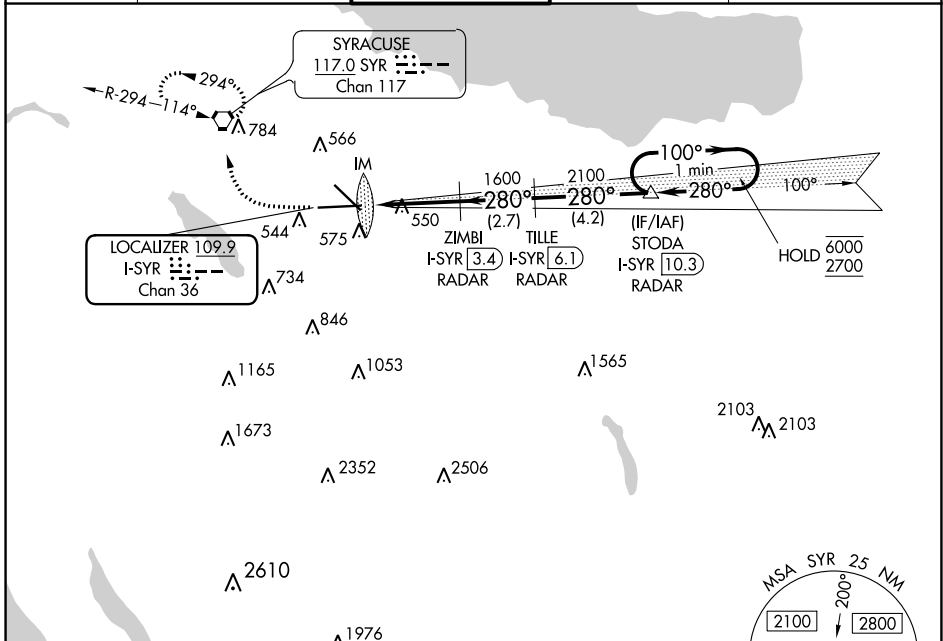 SYRACUSE
117.0 SYR
Chan 117
294°
R-294
114°
784
566
IM
1600
2100
100°
1 min
280°
280°
280°
100°
(2.7)
(4.2)
550
544
575
ZIMBI
I-SYR 3.4
RADAR
TILLE
I-SYR 6.1
RADAR
(IF/IAF)
STODA
I-SYR 10.3
RADAR
HOLD 6000
2700
LOCALIZER 109.9
I-SYR
Chan 36
734
846
1165
1053
1565
1673
2103
2103
2352
2506
2610
1976
MSA SYR 25 NM
200°
2100
2800